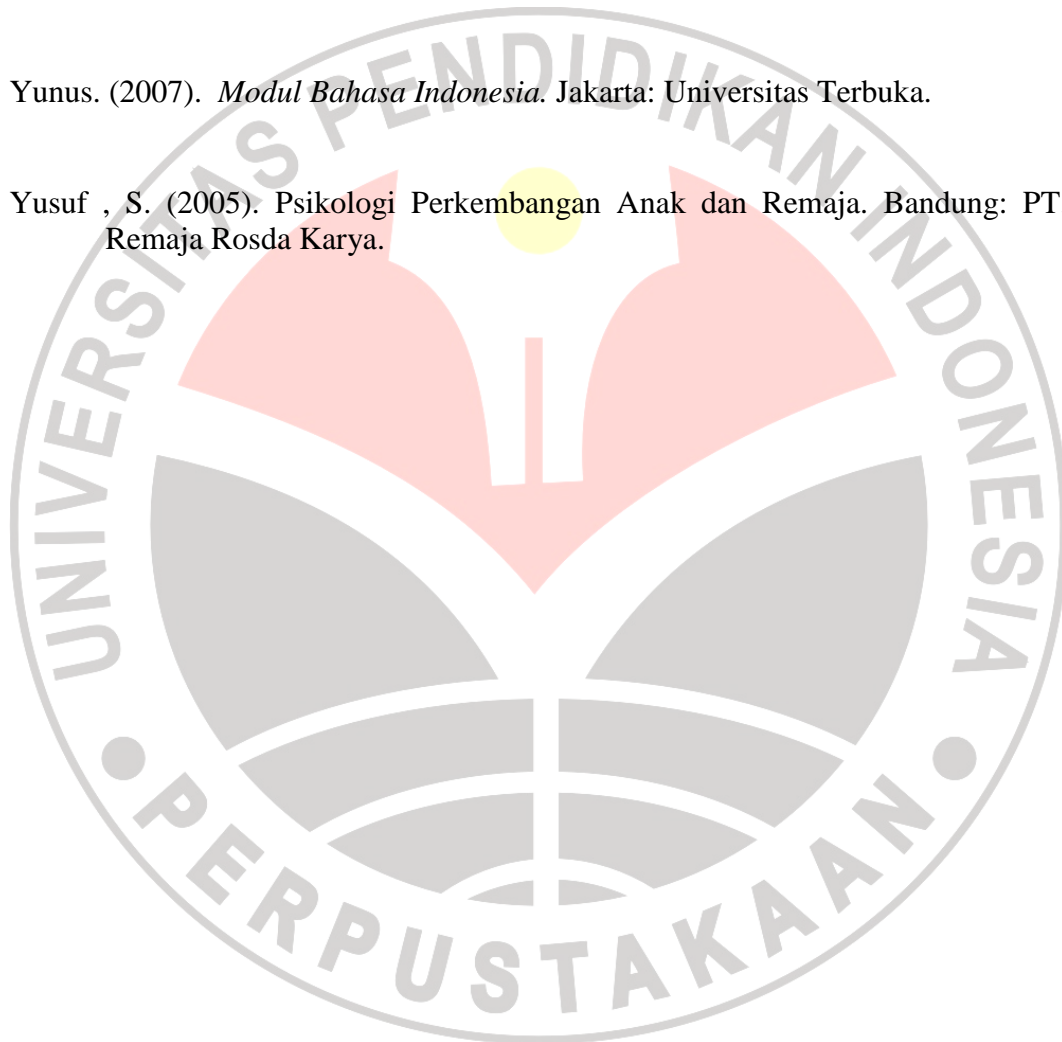 Yunus. (2007). Modul Bahasa Indonesia. Jakarta: Universitas Terbuka.
Yusuf , S. (2005). Psikologi Perkembangan Anak dan Remaja. Bandung: PT
Remaja Rosda Karya.
UNIVERSITAS PENDIDIKAN INDONESIA
PERPUSTAKAAN